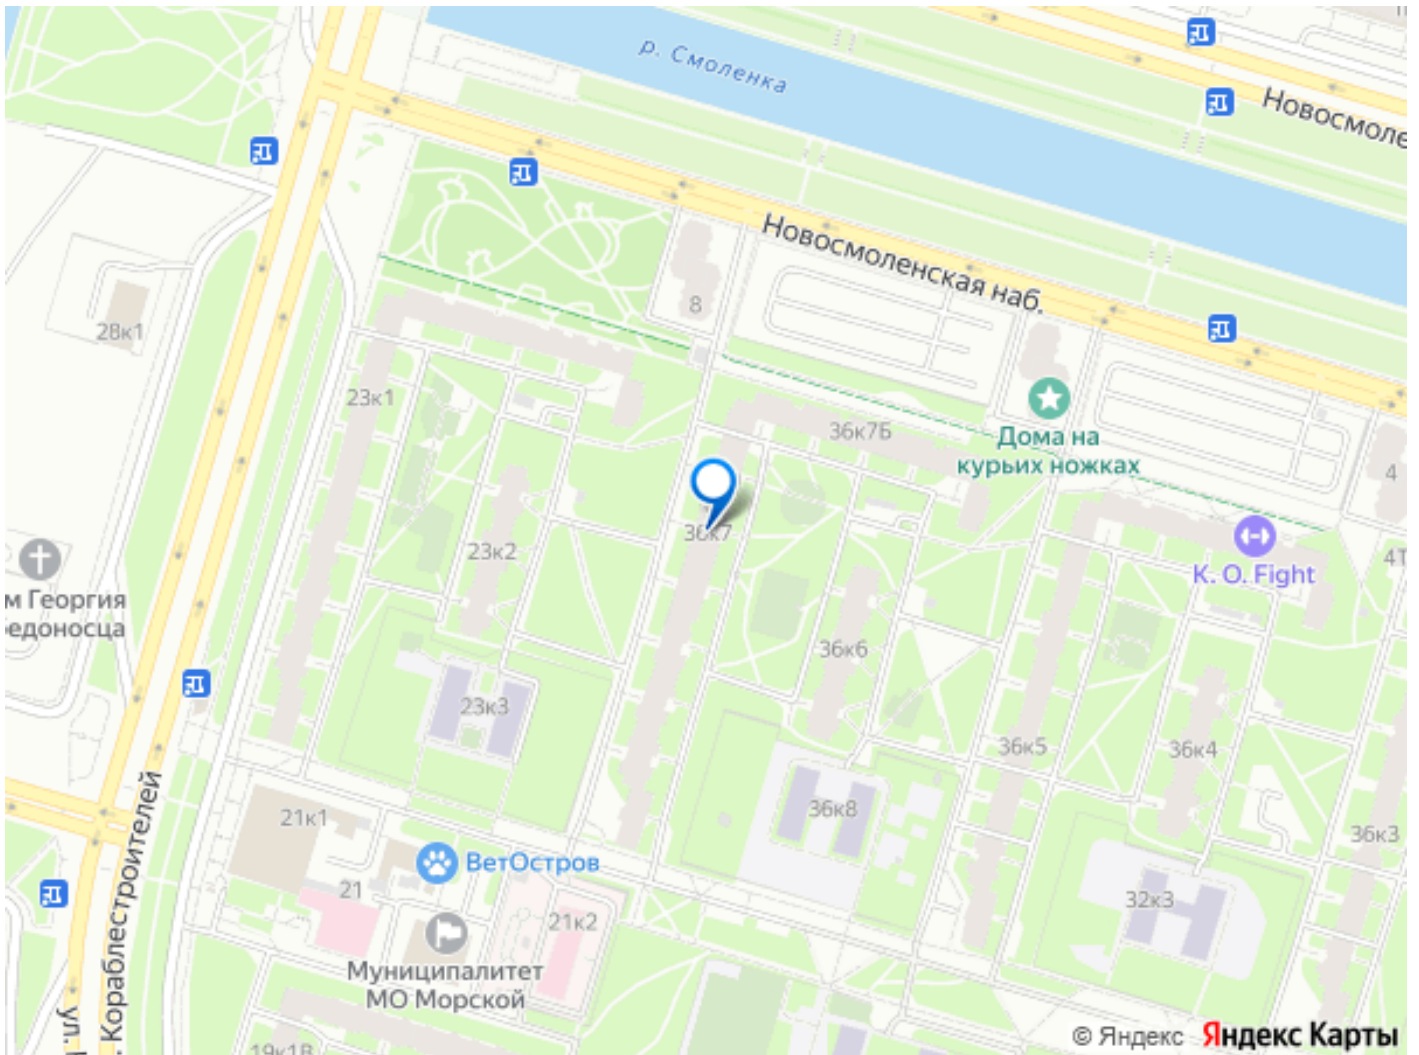 р. Смоленка
Новосмоле
Новосмоленская наб.
28к1
8
23к1
36к7Б
Дома на
курьих ножках
4
36к7
23к2
K. O. Fight
4Т
м Георгия
едоносца
36к6
23к3
36к5
36к4
36к8
36к3
21к1
ВетОстров
21
32к3
21к2
Муниципалитет
МО Морской
Кораблестроителей
ул.
19к1В
© Яндекс Яндекс Карты